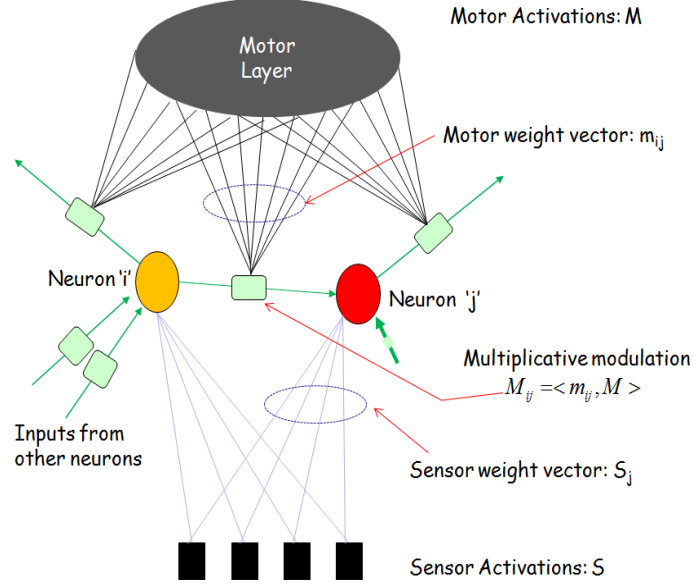 Motor Activations: M
Motor
Layer
Motor weight vector: mij
Neuron 'i'
Neuron 'j'
Multiplicative modulation
Mij =< mij, M >
Inputs from
other neurons
Sensor weight vector: Sj
Sensor Activations: S